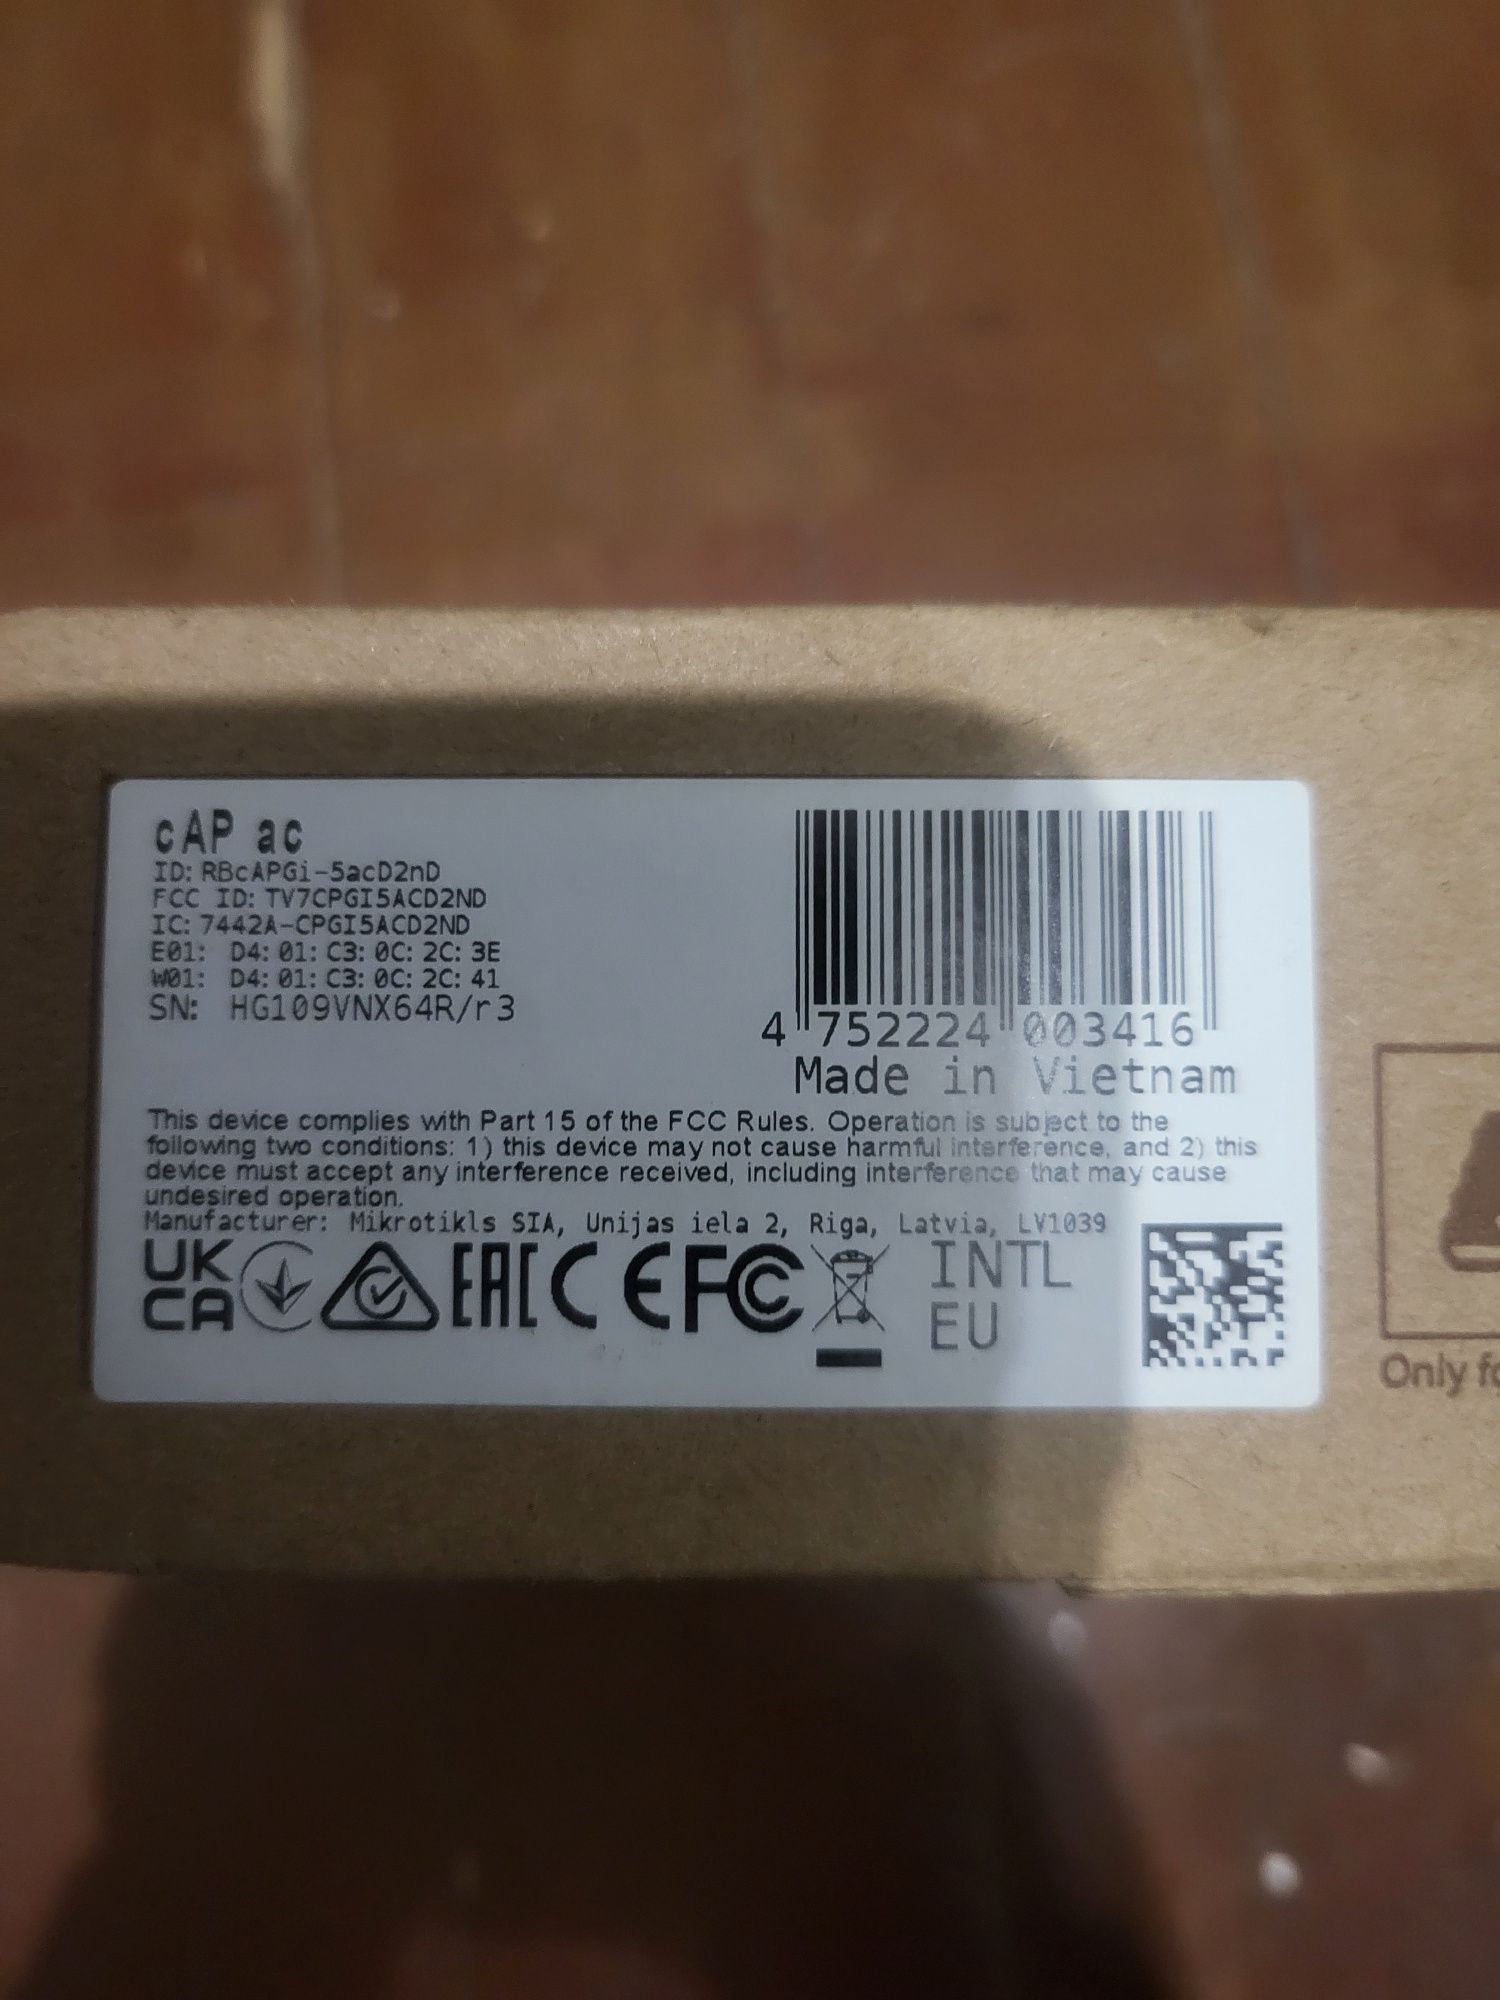 cAP ac
ID: RBcAPGi-5acD2nD
FCC ID: TV7CPGI5ACD2ND
IC: 7442A-CPGI5ACD2ND
E01: D4: 01: C3: 0C: 2C: 3E
W01: D4: 01: C3: 0C: 2C: 41
SN: HG109VNX64R/r3
4 752224 003416
Made in Vietnam
This device complies with Part 15 of the FCC Rules. Operation is subject to the
following two conditions: 1) this device may not cause harmful interference, and 2) this
device must accept any interference received, including interference that may cause
undesired operation.
Manufacturer: Mikrotikls SIA, Unijas iela 2, Riga, Latvia, LV1039
UK
CA
EAC
CE
FC
INTL
EU
Only